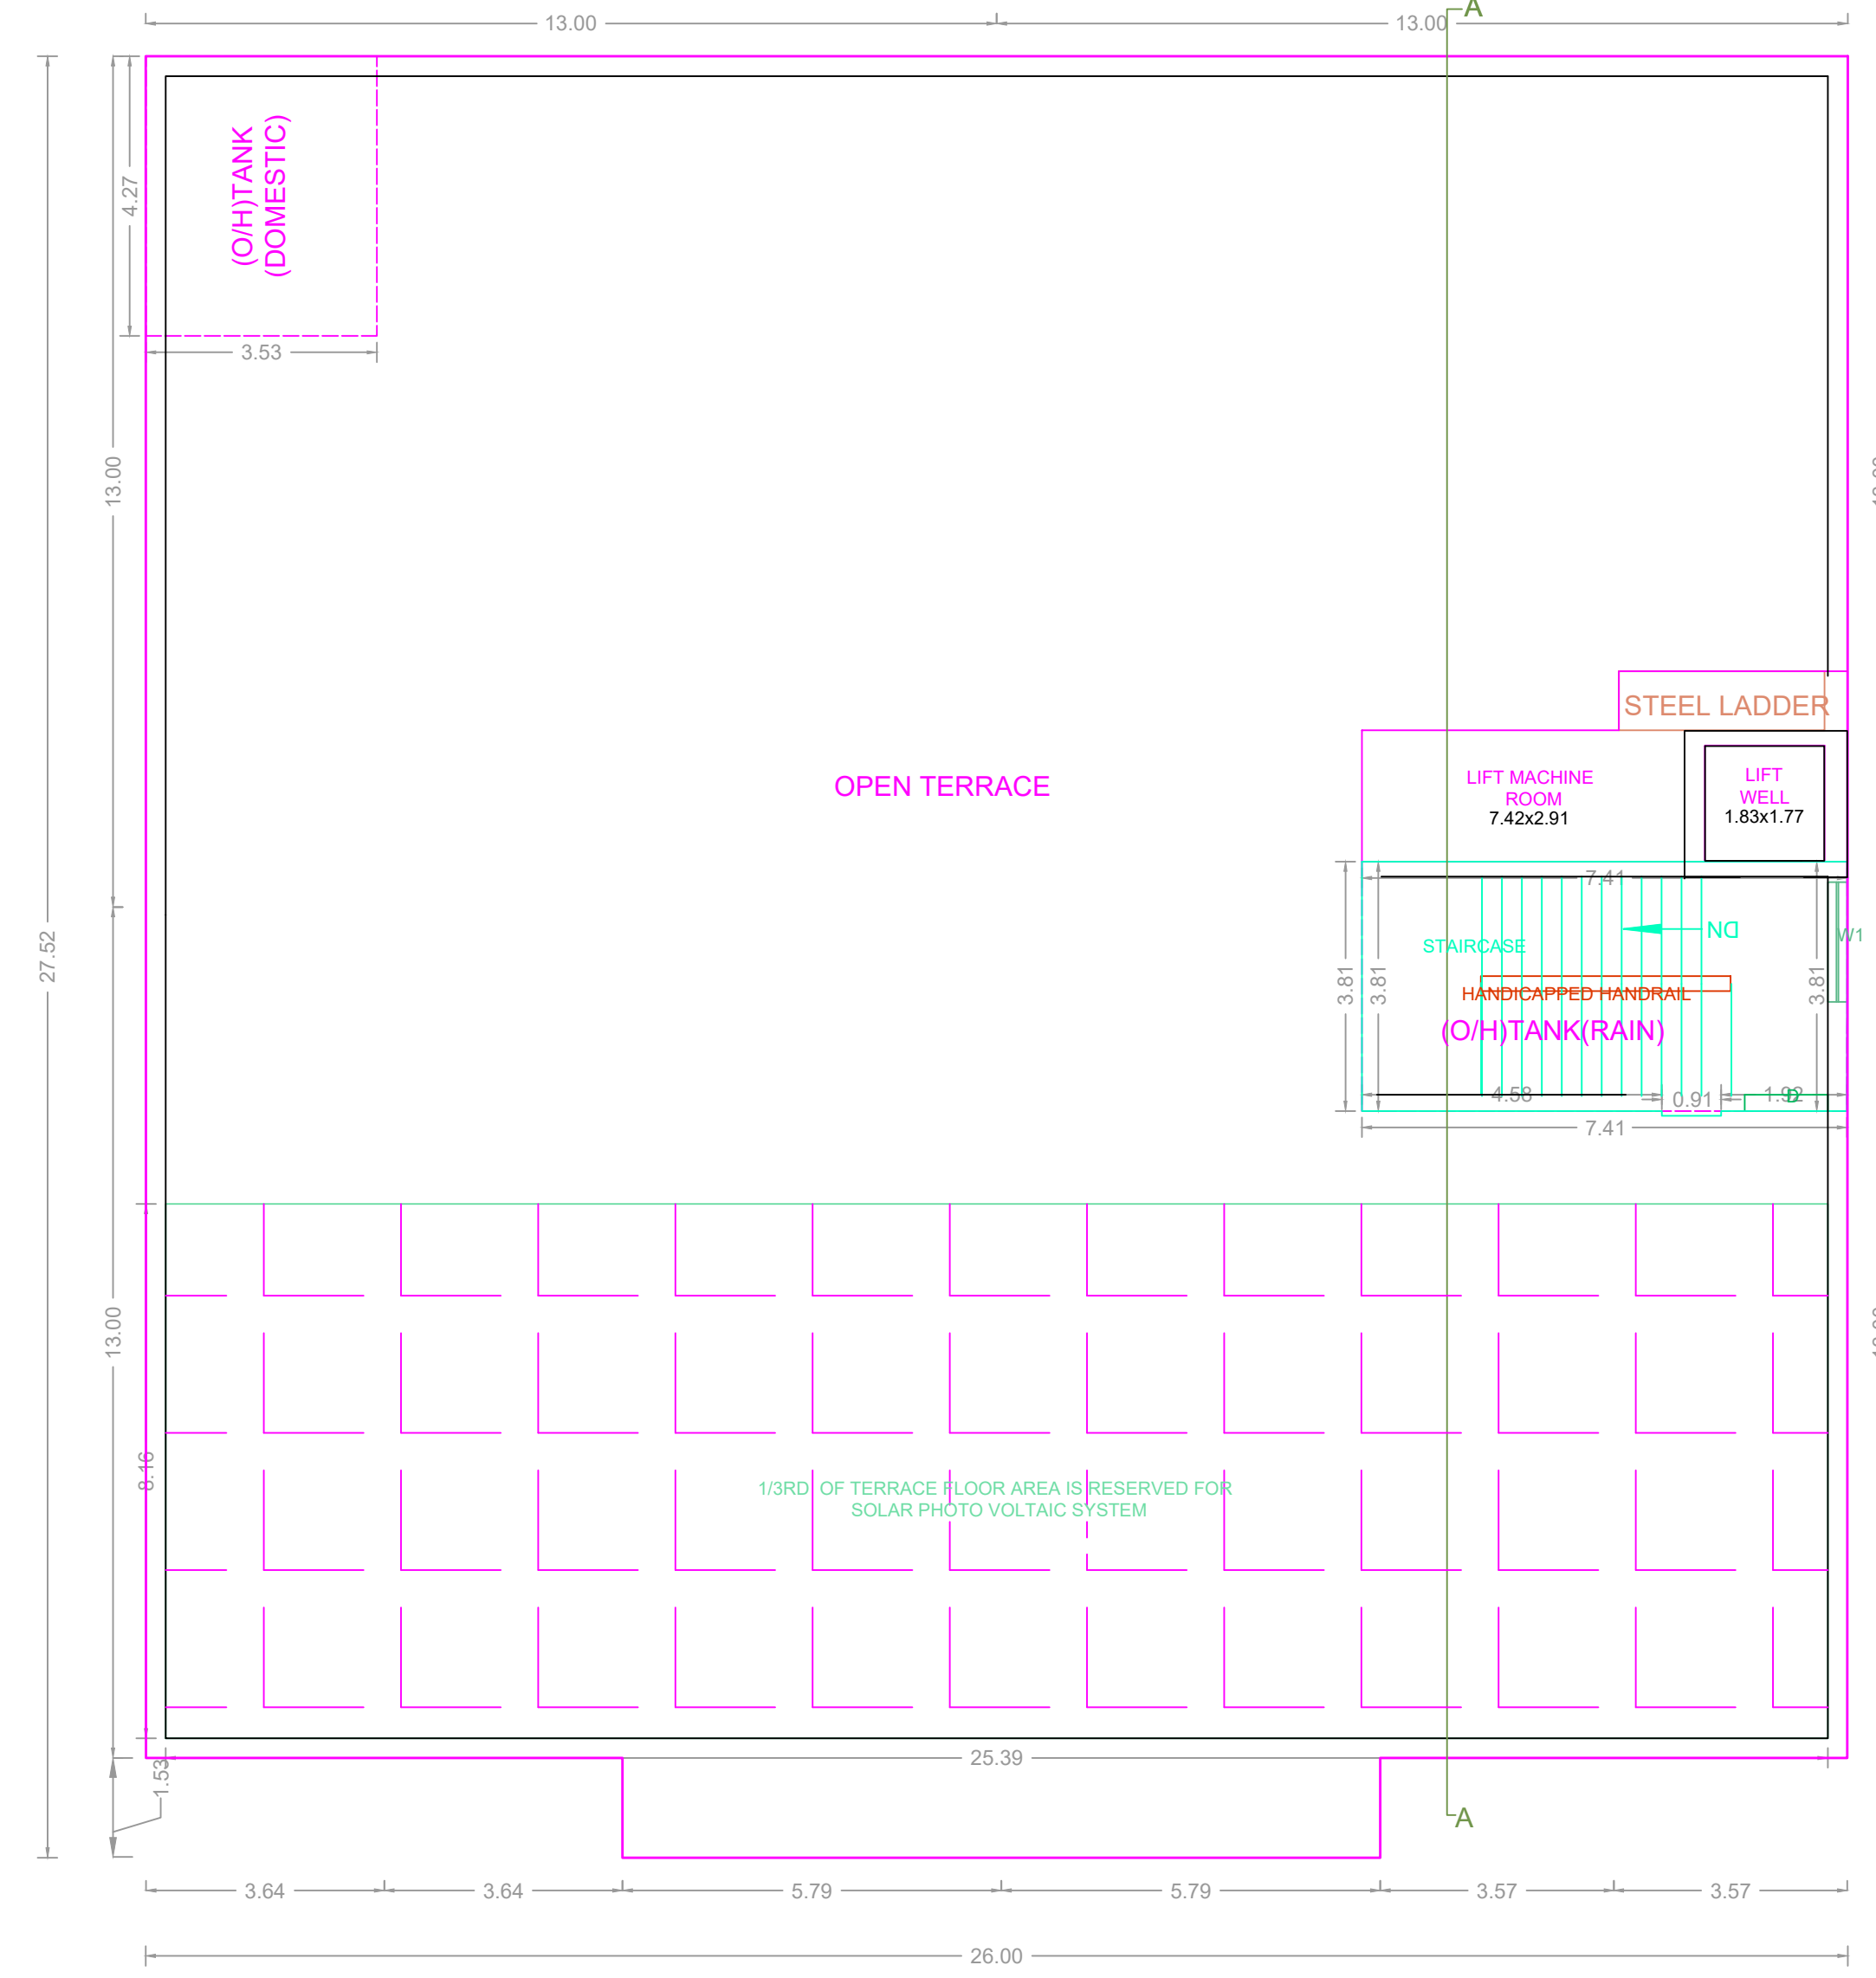 A
13.00
13.00
(O/H)TANK
(DOMESTIC)
4.27
3.53
13.00
STEEL LADDER
OPEN TERRACE
LIFT MACHINE
ROOM
7.42x2.91
LIFT
WELL
1.83x1.77
7.41
DN
W1
STAIRCASE
27.52
3.81
3.81
3.81
HANDICAPPED HANDRAIL
(O/H)TANK(RAIN)
4.58
0.91
1.92
D
7.41
13.00
8.16
1/3RD OF TERRACE FLOOR AREA IS RESERVED FOR
SOLAR PHOTO VOLTAIC SYSTEM
25.39
1.53
A
3.64
3.64
5.79
5.79
3.57
3.57
26.00